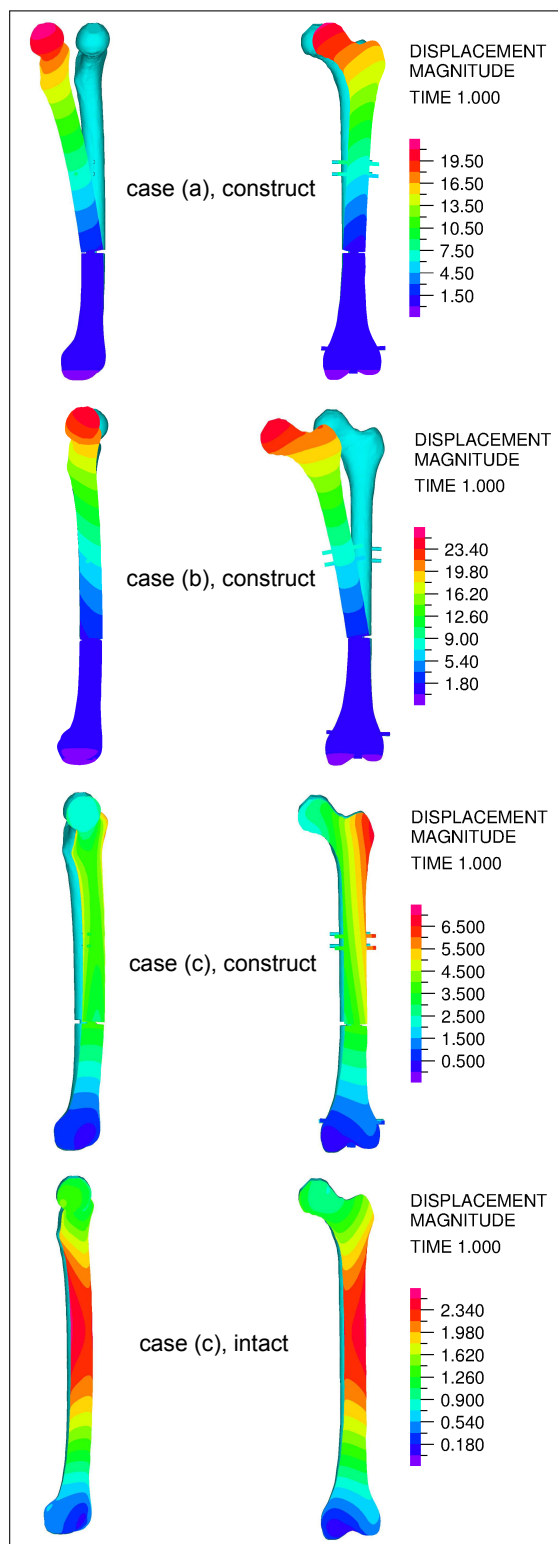 DISPLACEMENT
MAGNITUDE
TIME 1.000
19.50
16.50
13.50
10.50
7.50
4.50
1.50
case (a), construct
DISPLACEMENT
MAGNITUDE
TIME 1.000
23.40
19.80
16.20
12.60
9.00
5.40
1.80
case (b), construct
DISPLACEMENT
MAGNITUDE
TIME 1.000
6.500
5.500
4.500
3.500
2.500
1.500
0.500
case (c), construct
DISPLACEMENT
MAGNITUDE
TIME 1.000
2.340
1.980
1.620
1.260
0.900
0.540
0.180
case (c), intact